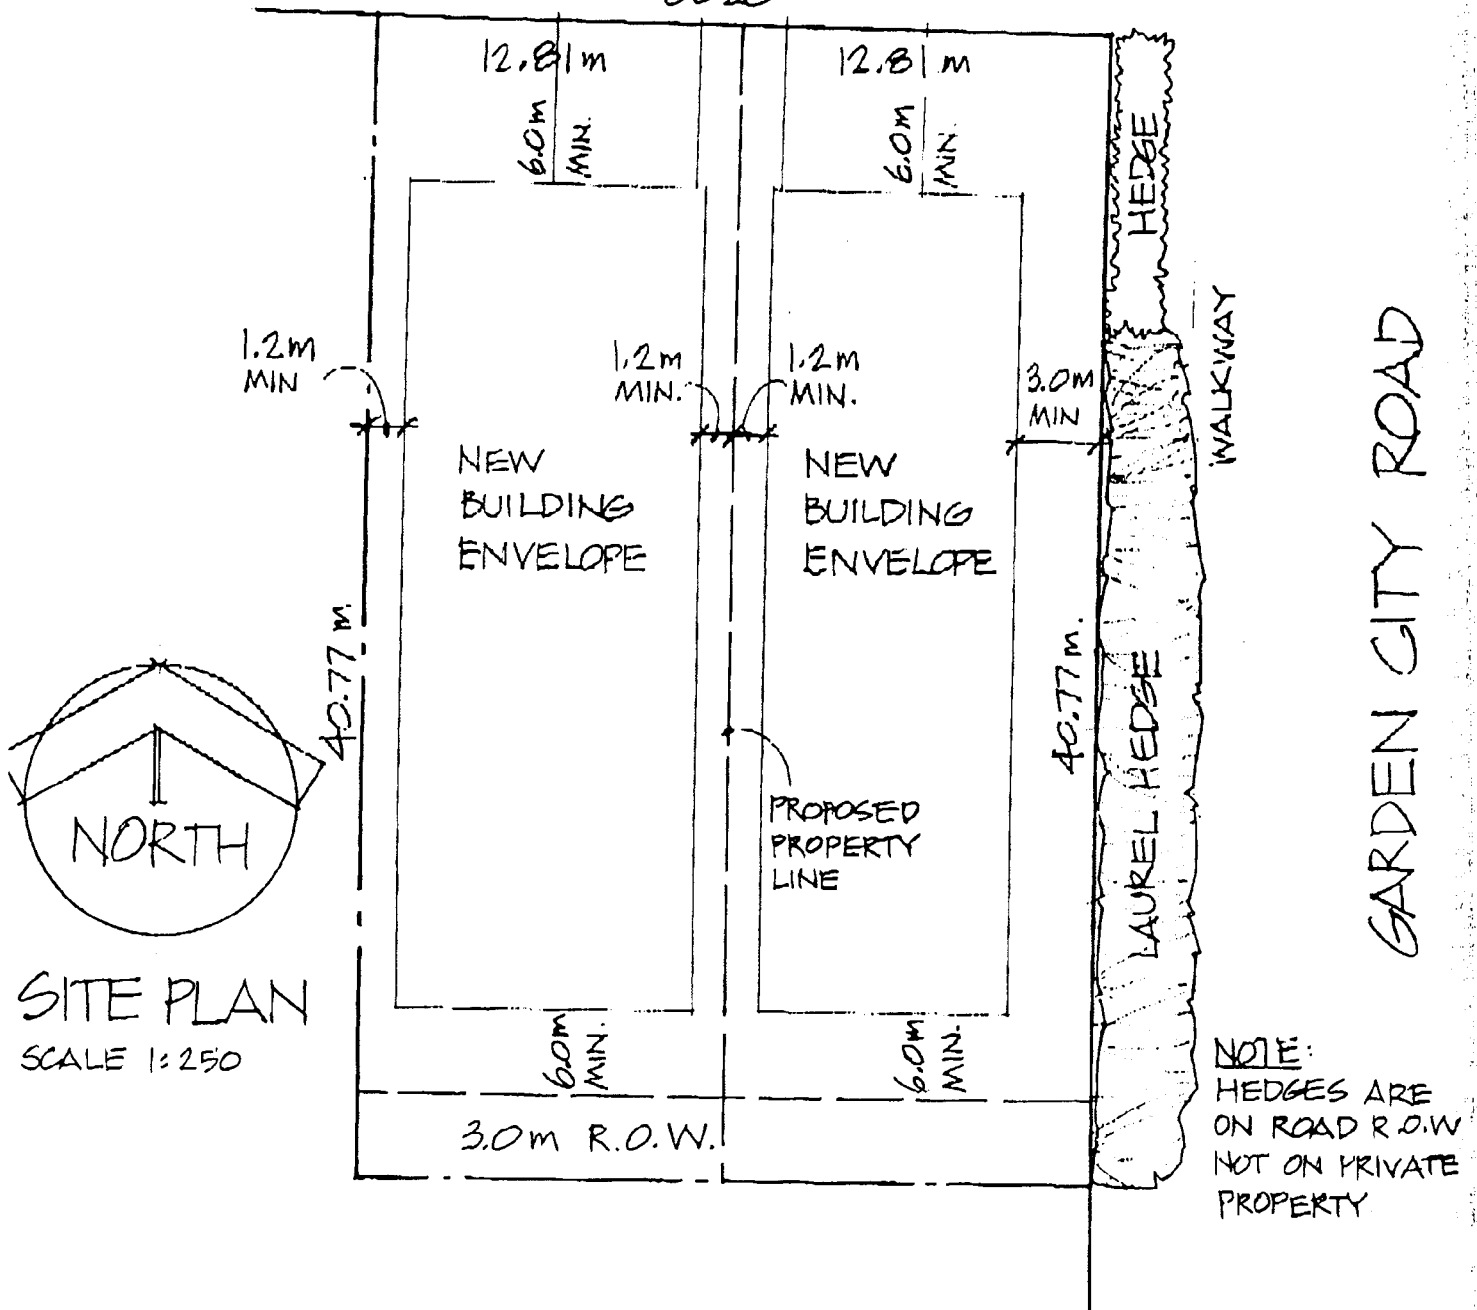 12.81m
12.81 m
6.0m
MIN.
6.0m
MIN.
HEDGE
1.2m
MIN
1.2m
MIN.
1.2m
MIN.
3.0m
MIN
WALKWAY
GARDEN CITY ROAD
NEW
BUILDING
ENVELOPE
NEW
BUILDING
ENVELOPE
40.77 m.
40.77 m.
LAUREL HEDGE
NORTH
PROPOSED
PROPERTY
LINE
SITE PLAN
SCALE 1:250
6.0m
MIN.
6.0m
MIN.
3.0m R.O.W.
NOTE:
HEDGES ARE
ON ROAD R.O.W
NOT ON PRIVATE
PROPERTY